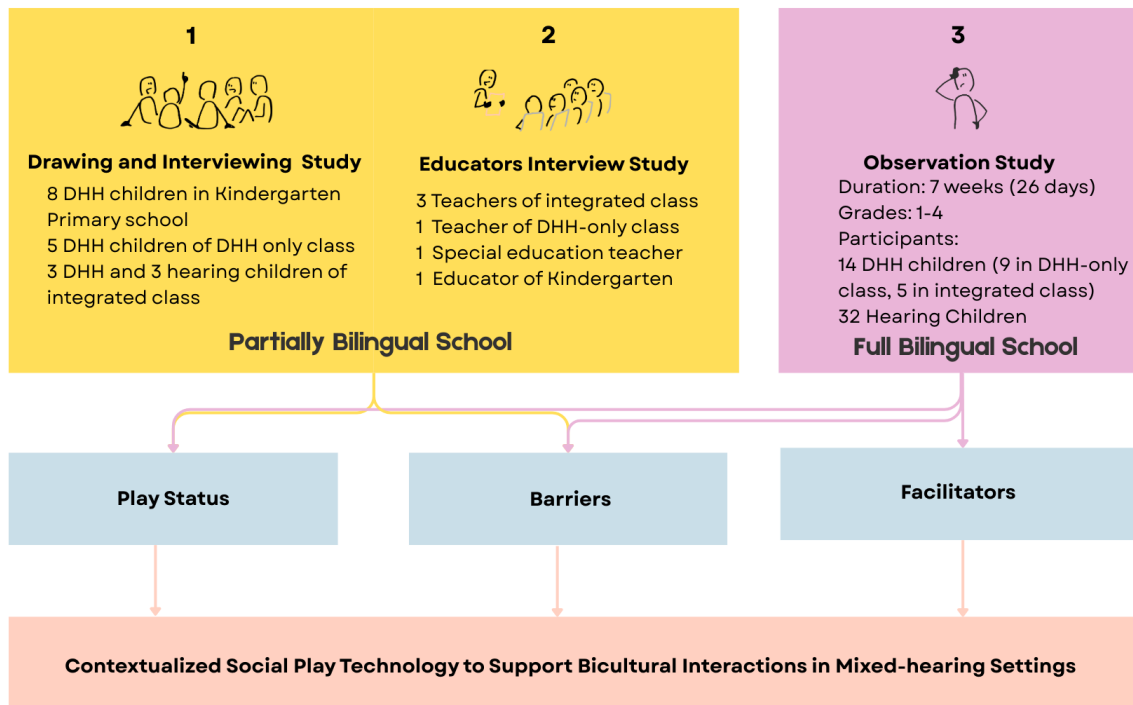 1
Drawing and Interviewing Study
8 DHH children in Kindergarten
Primary school
5 DHH children of DHH only class
3 DHH and 3 hearing children of
integrated class
2
Educators Interview Study
3 Teachers of integrated class
1 Teacher of DHH-only class
1 Special education teacher
1 Educator of Kindergarten
Partially Bilingual School
3
Observation Study
Duration: 7 weeks (26 days)
Grades: 1-4
Participants:
14 DHH children (9 in DHH-only
class, 5 in integrated class)
32 Hearing Children
Full Bilingual School
Play Status
Barriers
Facilitators
Contextualized Social Play Technology to Support Bicultural Interactions in Mixed-hearing Settings